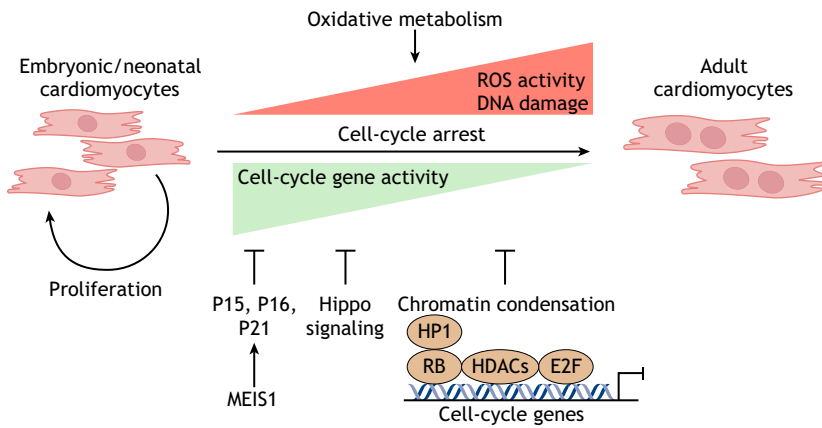 Oxidative metabolism
Embryonic/neonatal
cardiomyocytes
ROS activity
DNA damage
Adult
cardiomyocytes
Cell-cycle arrest
Cell-cycle gene activity
Proliferation
P15, P16,
P21
Hippo
signaling
Chromatin condensation
HP1
RB
HDACs
E2F
MEIS1
Cell-cycle genes